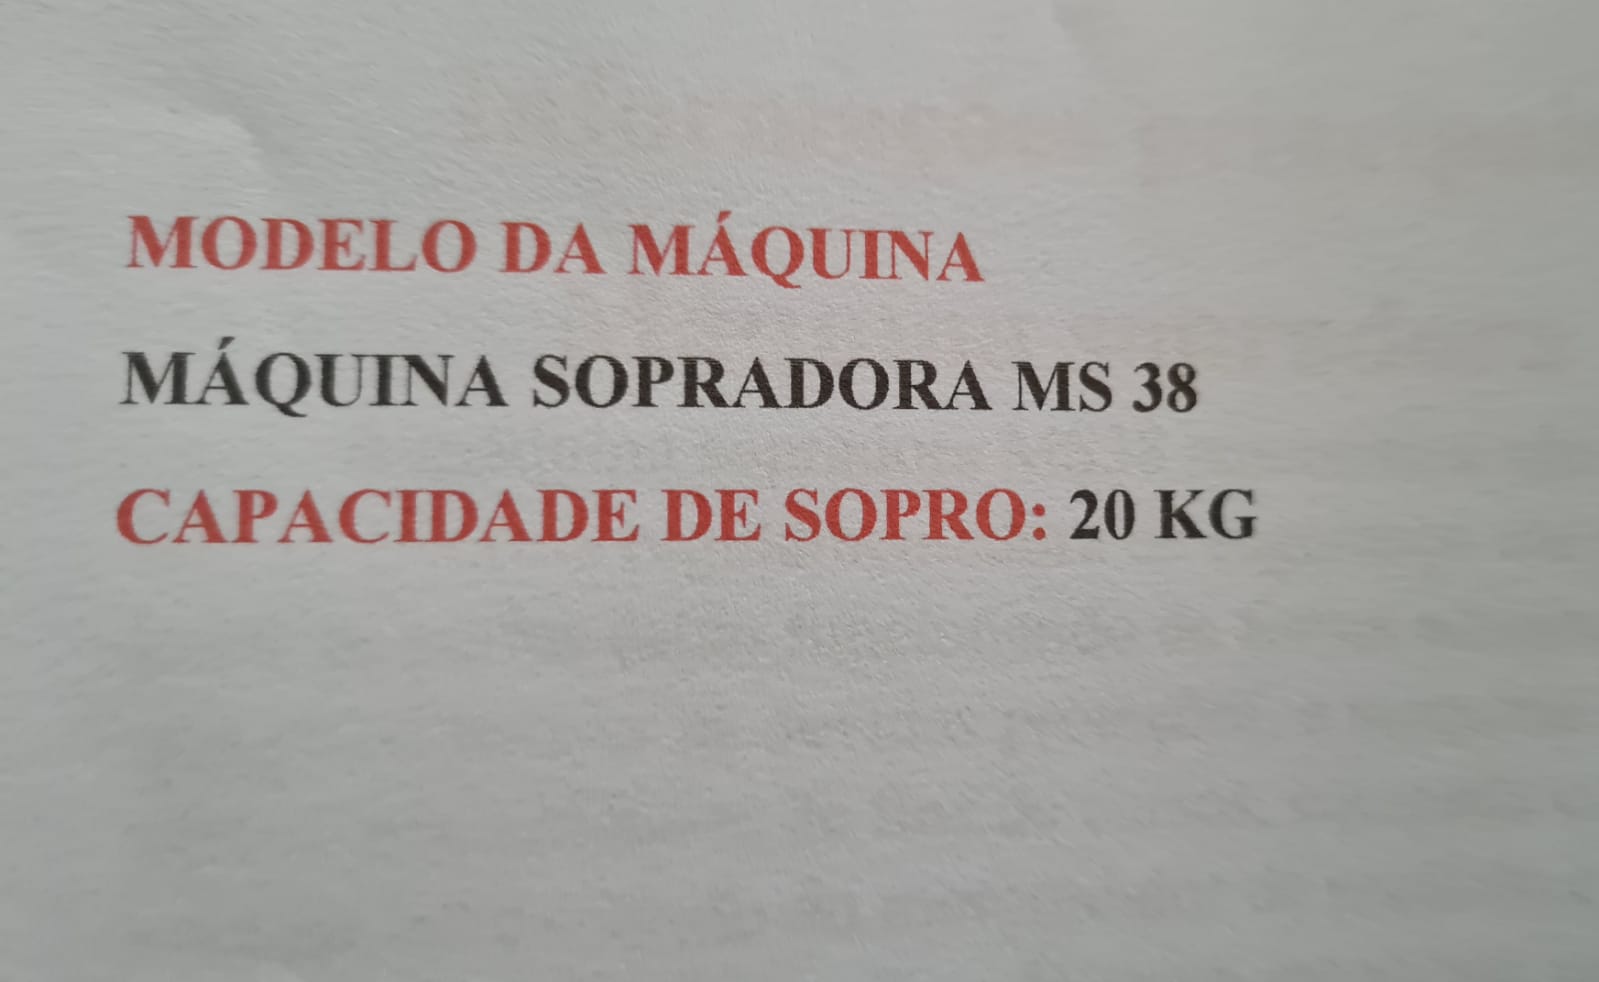 MODELO DA MÁQUINA
MÁQUINA SOPRADORA MS 38
CAPACIDADE DE SOPRO: 20 KG